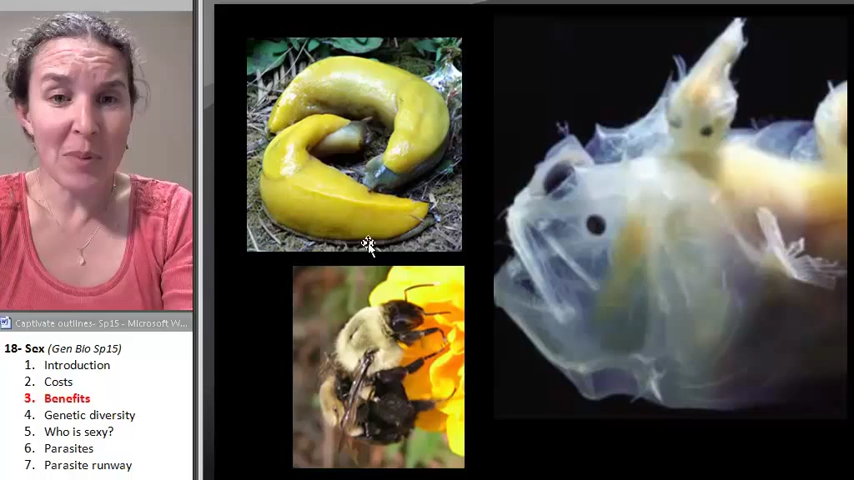 Captivate outlines- Sp15 - Microsoft W...
18- Sex (Gen Bio Sp15)
1. Introduction
2. Costs
3. Benefits
4. Genetic diversity
5. Who is sexy?
6. Parasites
7. Parasite runway